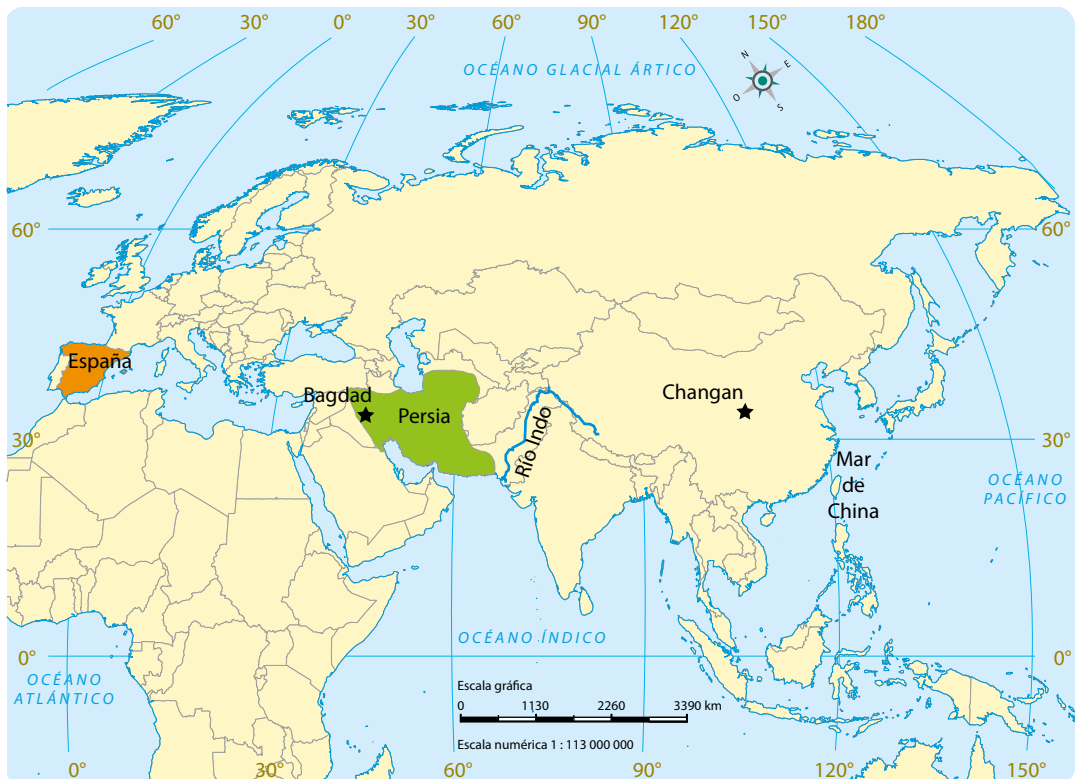 60° 30° 0° 60° 90° 120° 150° 180°
OCÉANO GLACIAL ÁRTICO
N
E
O
S
60° 60°
España
Bagdad
Persia
Río Indo
Changan
30° 30°
Mar
de
China
OCÉANO
PACÍFICO
OCÉANO ÍNDICO
0° 0°
OCÉANO
ATLÁNTICO
Escala gráfica
0 1130 2260 3390 km
Escala numérica 1 : 113 000 000
0° 30° 60° 90° 120° 150°